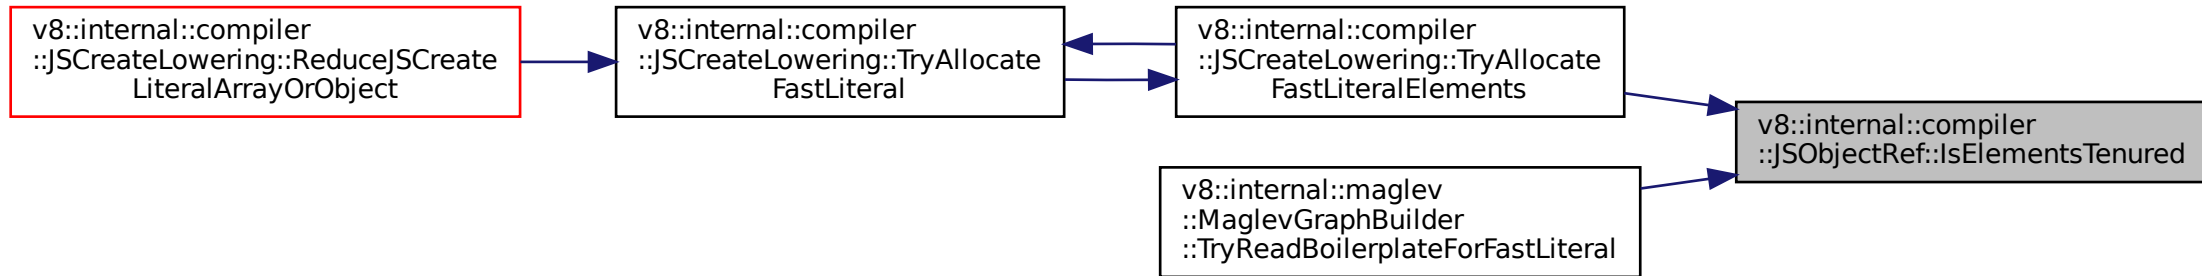 v8::internal::compiler
::JSCreateLowering::ReduceJSCreate
LiteralArrayOrObject
v8::internal::compiler
::JSCreateLowering::TryAllocate
FastLiteral
v8::internal::compiler
::JSCreateLowering::TryAllocate
FastLiteralElements
v8::internal::compiler
::JSObjectRef::IsElementsTenured
v8::internal::maglev
::MaglevGraphBuilder
::TryReadBoilerplateForFastLiteral